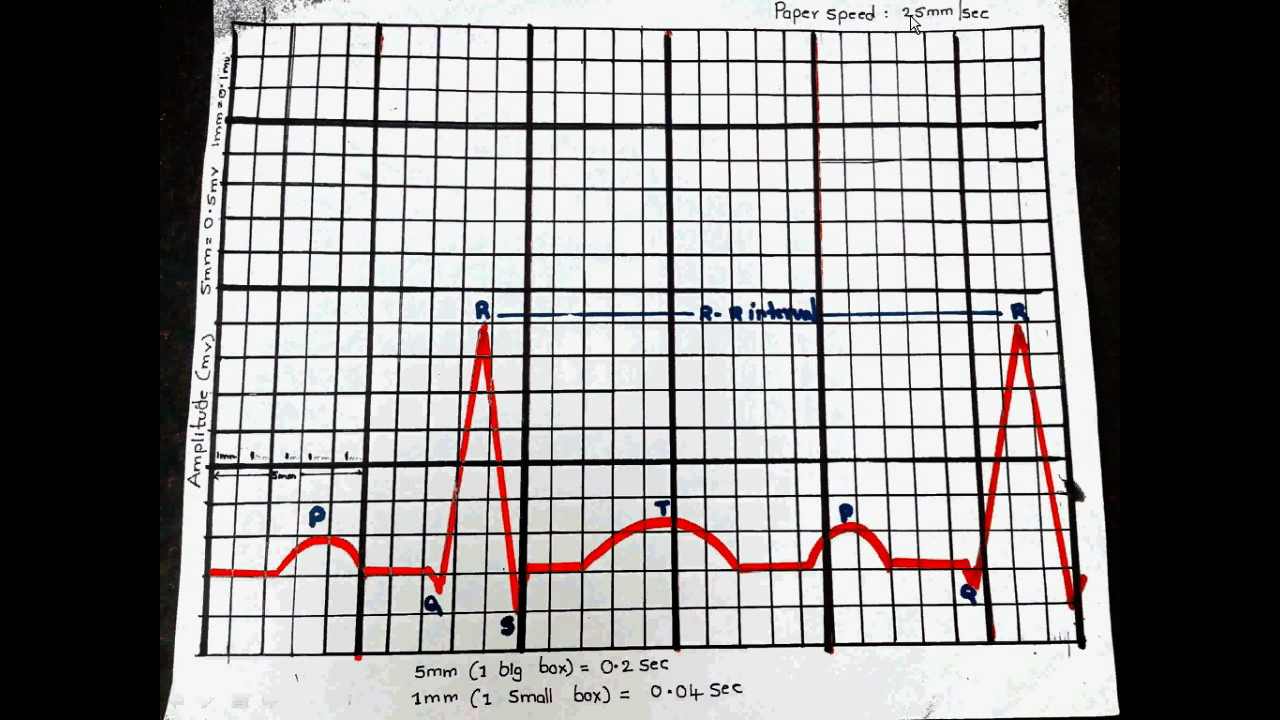 Paper speed : 25mm/sec
Amplitude (mv) 5mm = 0.5mv 1mm = 0.1mv
R R-R interval R
1mm
5mm
P T P
Q Q
S
5mm (1 big box) = 0.2 sec
1mm (1 small box) = 0.04 sec